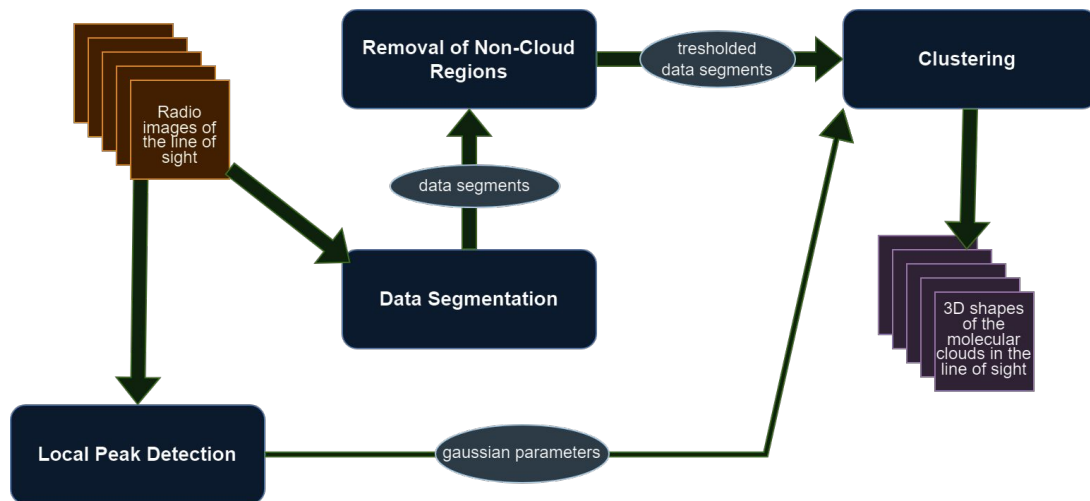 Removal of Non-Cloud
Regions
tresholded
data segments
Clustering
Radio
images of
the line of
sight
data segments
Data Segmentation
3D shapes
of the
molecular
clouds in the
line of sight
Local Peak Detection
gaussian parameters